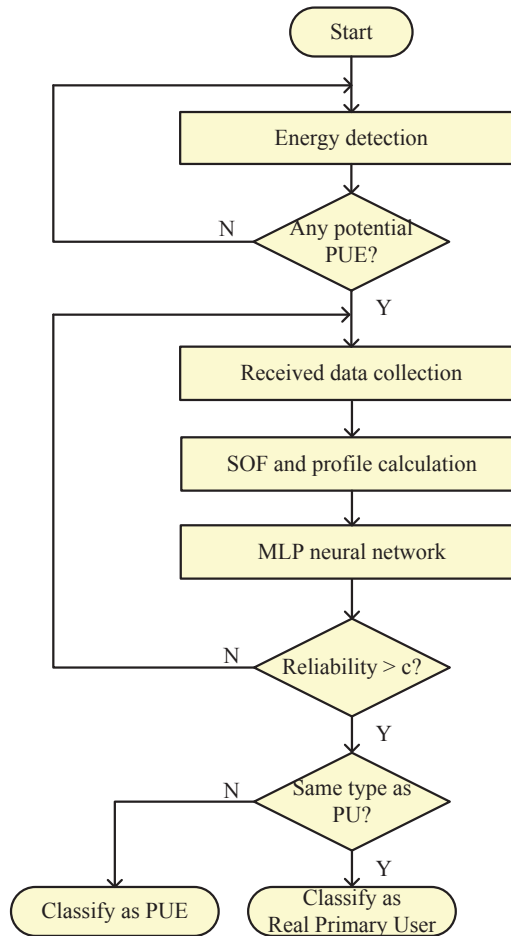 Start
Energy detection
Any potential
PUE?
N
Y
Received data collection
SOF and profile calculation
MLP neural network
Reliability > c?
N
Y
Same type as
PU?
N
Y
Classify as PUE
Classify as
Real Primary User